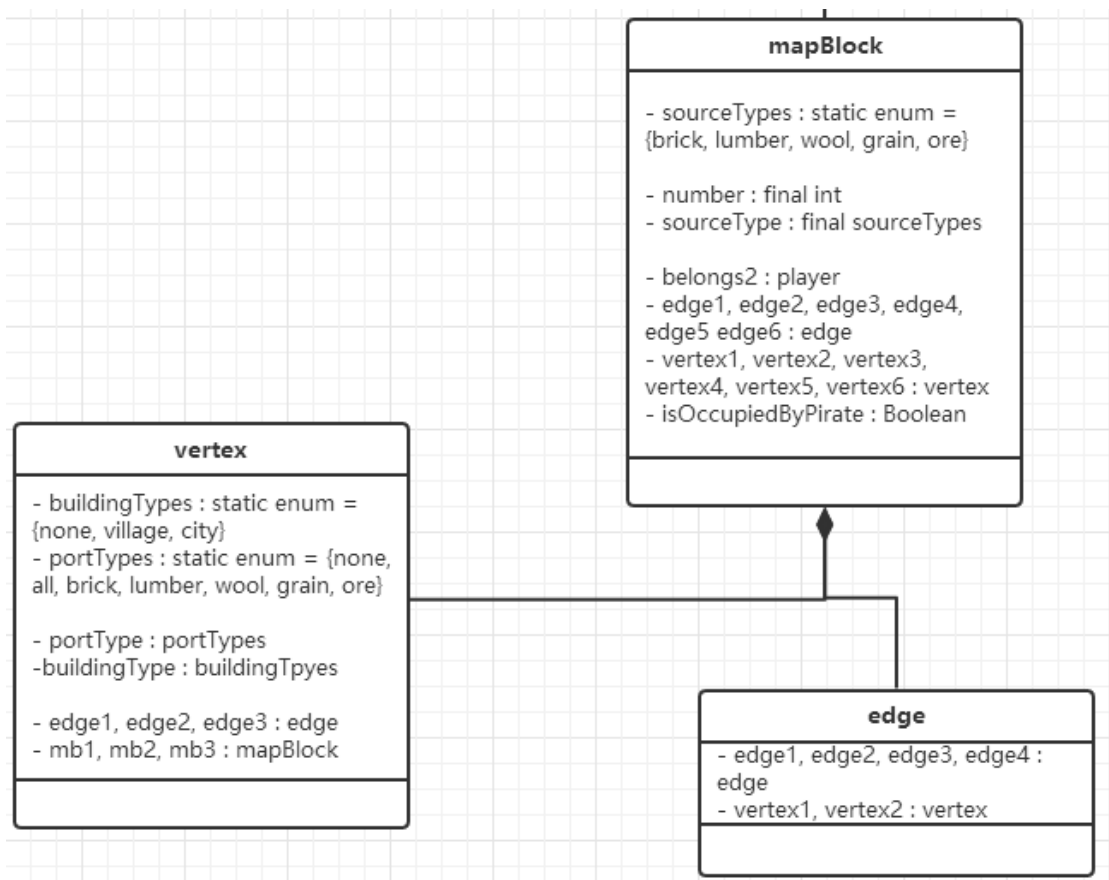 mapBlock
- sourceTypes : static enum =
{brick, lumber, wool, grain, ore}
- number : final int
- sourceType : final sourceTypes
- belongs2 : player
- edge1, edge2, edge3, edge4,
edge5 edge6 : edge
- vertex1, vertex2, vertex3,
vertex4, vertex5, vertex6 : vertex
- isOccupiedByPirate : Boolean
vertex
- buildingTypes : static enum =
{none, village, city}
- portTypes : static enum = {none,
all, brick, lumber, wool, grain, ore}
- portType : portTypes
-buildingType : buildingTpyes
- edge1, edge2, edge3 : edge
- mb1, mb2, mb3 : mapBlock
edge
- edge1, edge2, edge3, edge4 :
edge
- vertex1, vertex2 : vertex